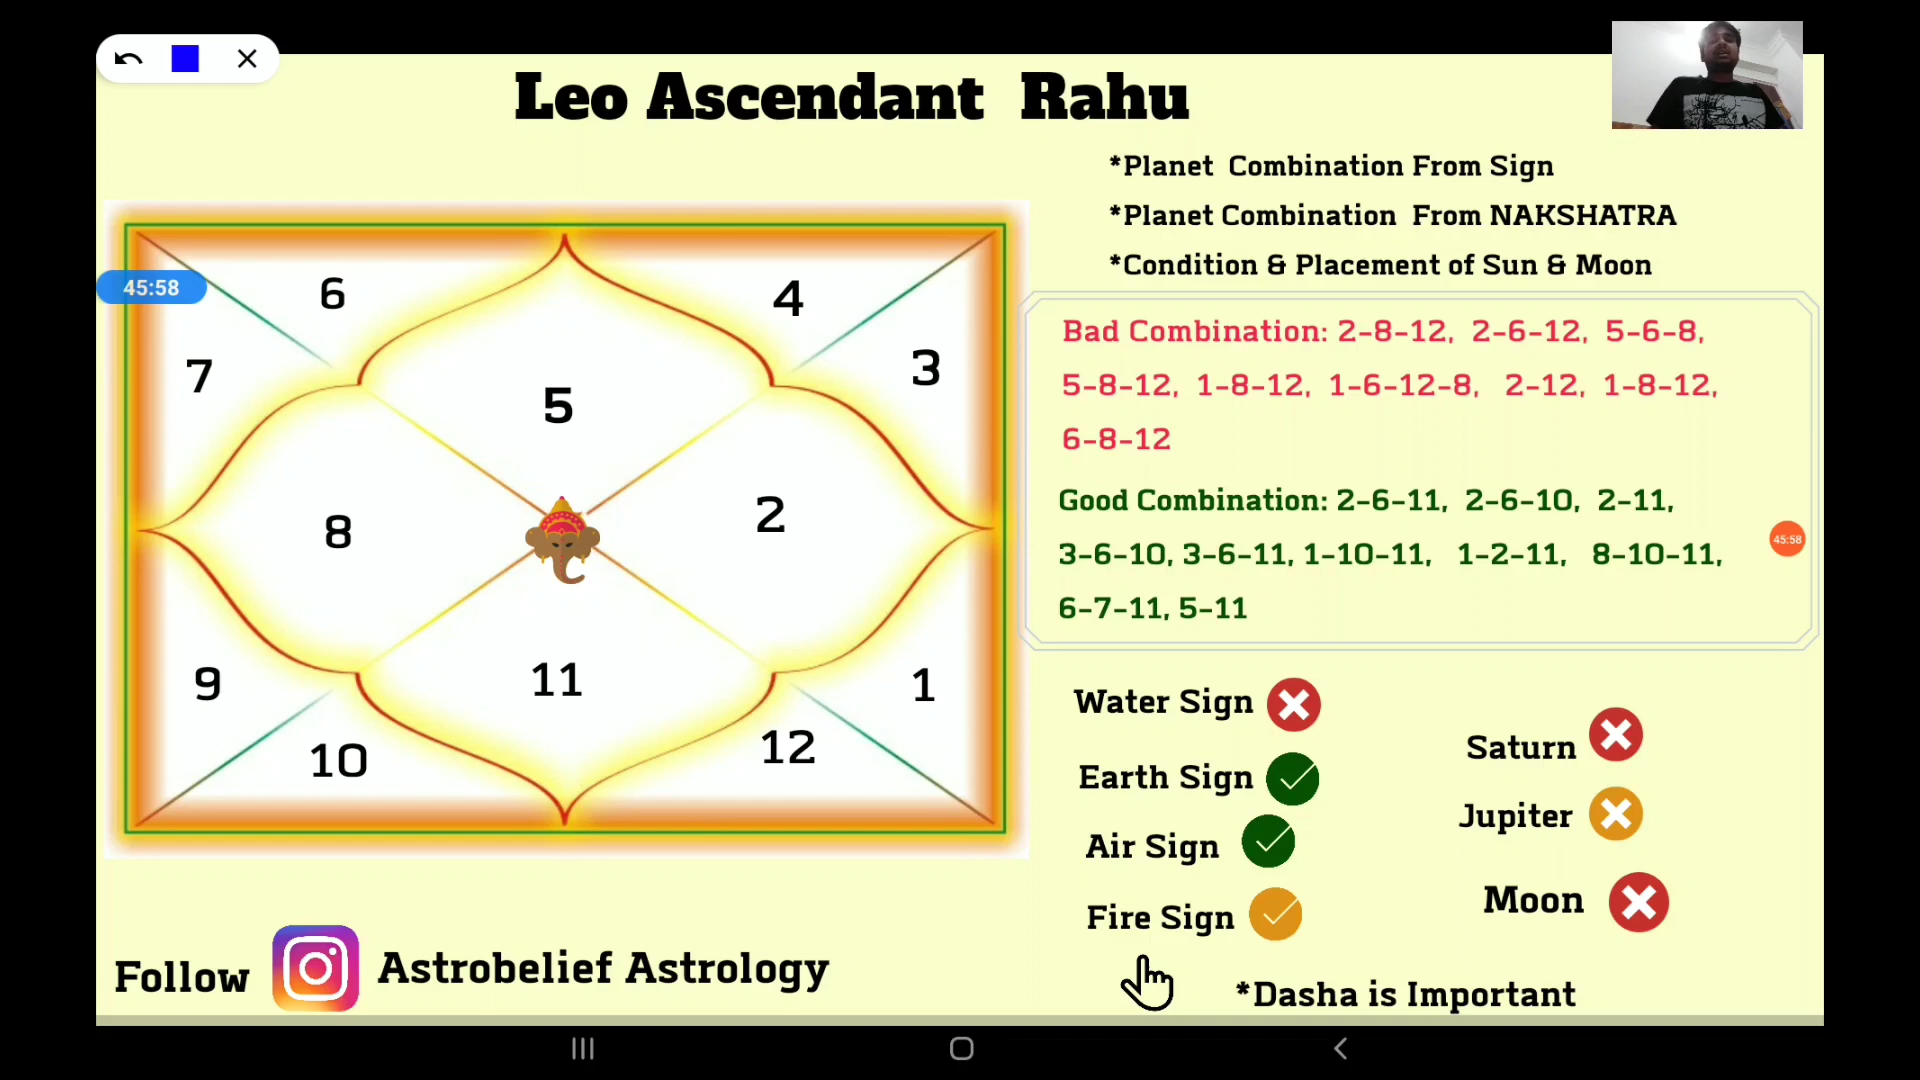 Leo Ascendant Rahu
*Planet Combination From Sign
*Planet Combination From NAKSHATRA
*Condition & Placement of Sun & Moon
45:58
6
4
7
3
5
8
2
9
11
1
10
12
Bad Combination: 2-8-12, 2-6-12, 5-6-8,
5-8-12, 1-8-12, 1-6-12-8, 2-12, 1-8-12,
6-8-12
Good Combination: 2-6-11, 2-6-10, 2-11,
3-6-10, 3-6-11, 1-10-11, 1-2-11, 8-10-11,
6-7-11, 5-11
45:58
Water Sign
Earth Sign
Air Sign
Fire Sign
Saturn
Jupiter
Moon
*Dasha is Important
Follow Astrobelief Astrology